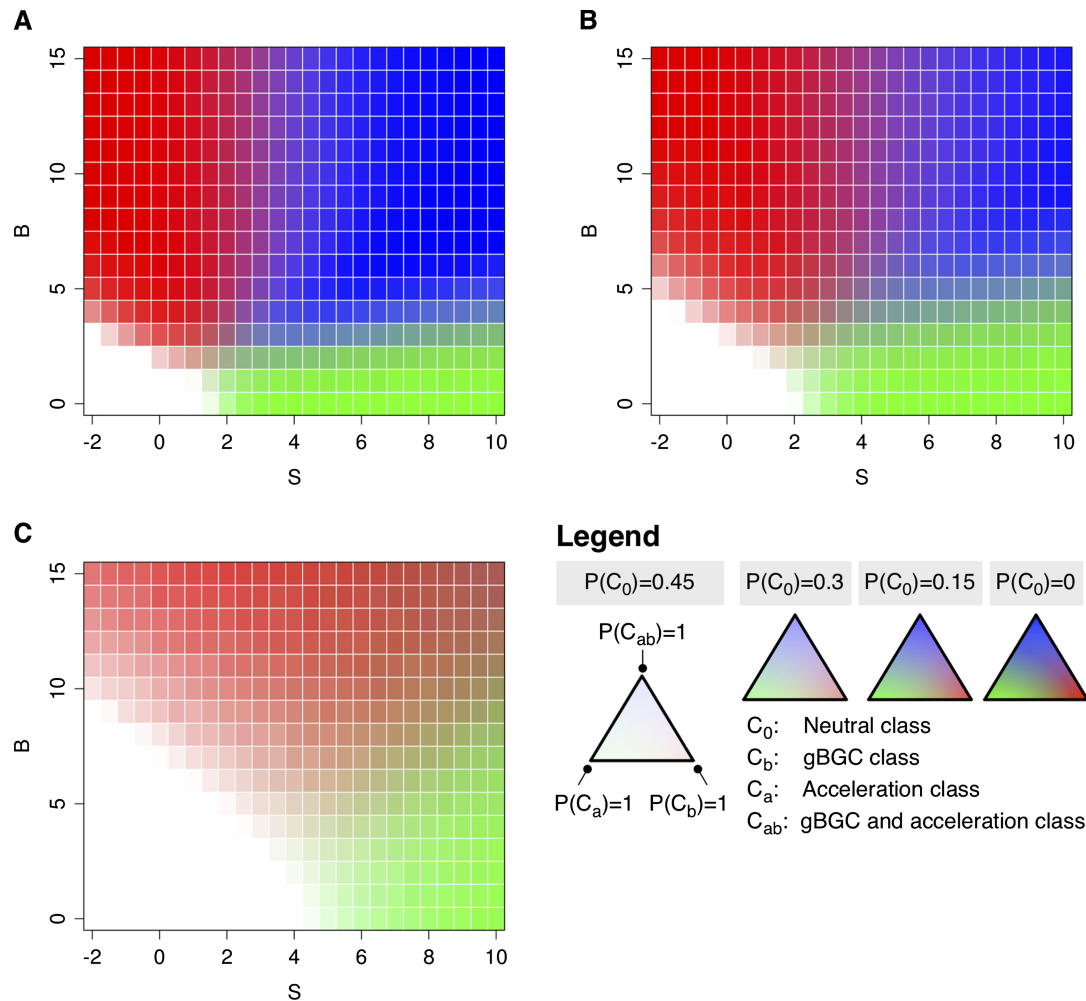 A
15
10
5
0
B
-2 0 2 4 6 8 10
S
B
15
10
5
0
B
-2 0 2 4 6 8 10
S
C
15
10
5
0
B
-2 0 2 4 6 8 10
S
Legend
P(C0)=0.45 P(C0)=0.3 P(C0)=0.15 P(C0)=0
P(Cab)=1
P(Ca)=1 P(Cb)=1
C0: Neutral class
Cb: gBGC class
Ca: Acceleration class
Cab: gBGC and acceleration class